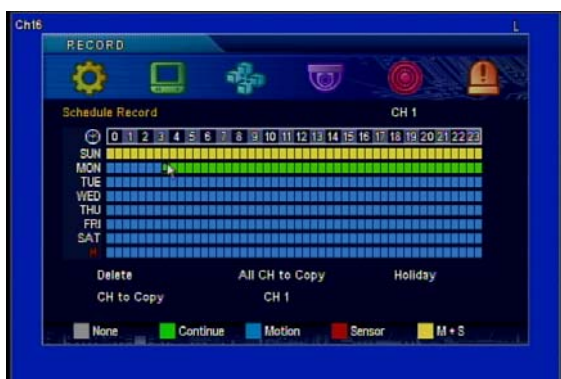 Ch16
L
RECORD
Schedule Record CH 1
0 1 2 3 4 5 6 7 8 9 10 11 12 13 14 15 16 17 18 19 20 21 22 23
SUN
MON
TUE
WED
THU
FRI
SAT
H
Delete All CH to Copy Holiday
CH to Copy CH 1
None Continue Motion Sensor M + S